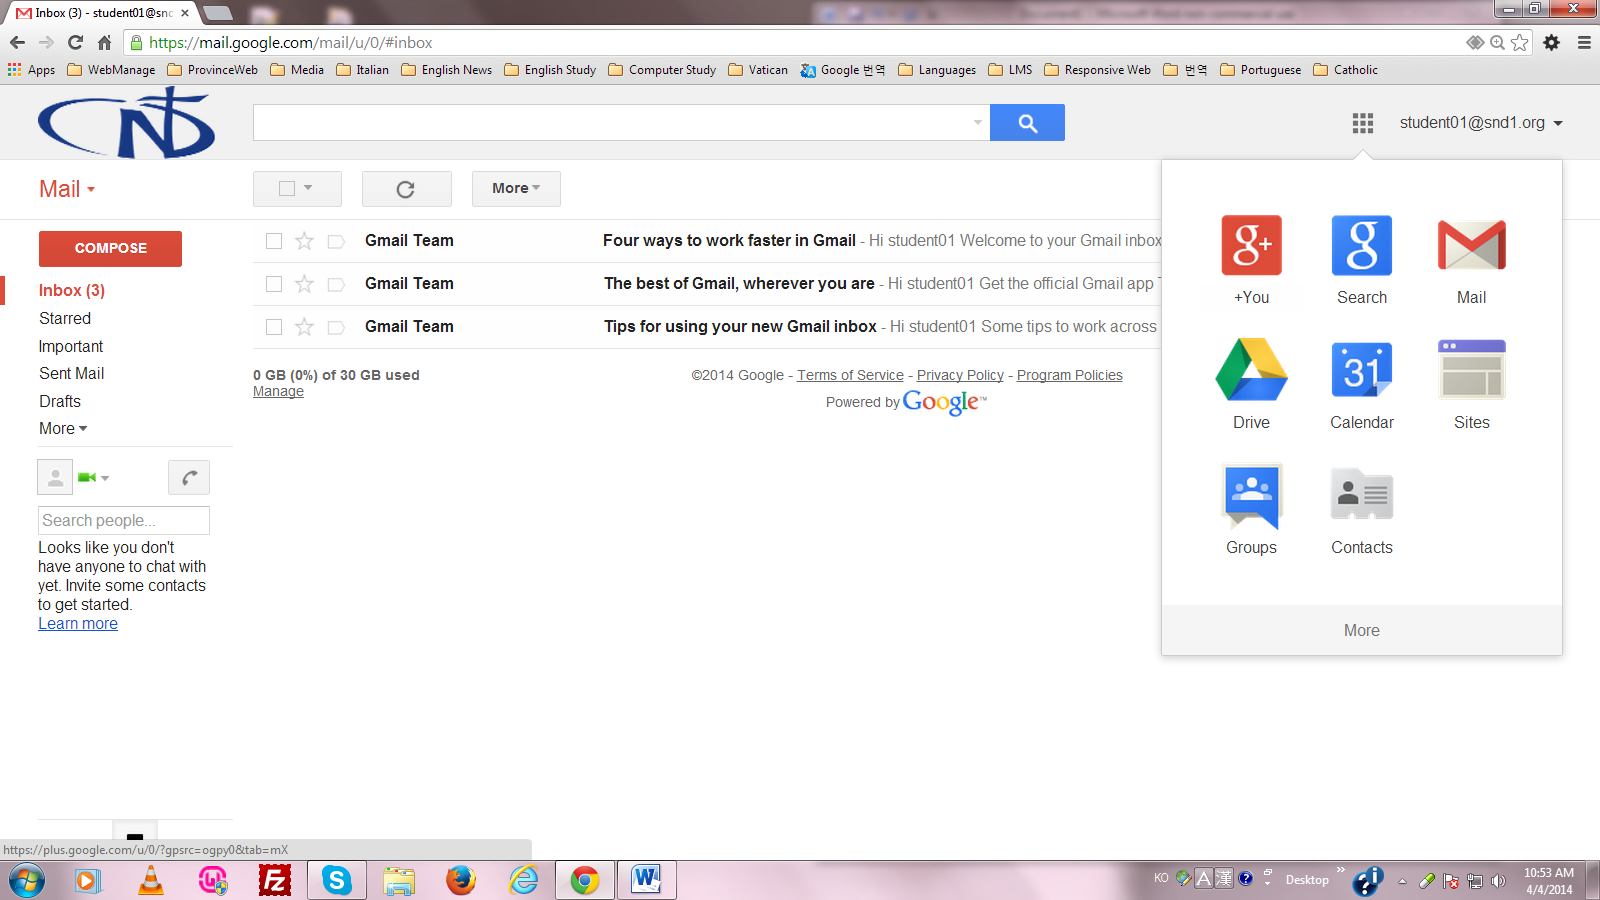 Inbox (3) - student01@snd
https://mail.google.com/mail/u/0/#inbox
Apps WebManage ProvinceWeb Media Italian English News English Study Computer Study Vatican Google 번역 Languages LMS Responsive Web 번역 Portuguese Catholic
student01@snd1.org
Mail
More
COMPOSE
Inbox (3)
Starred
Important
Sent Mail
Drafts
More
Search people...
Looks like you don't
have anyone to chat with
yet. Invite some contacts
to get started.
Learn more
Gmail Team Four ways to work faster in Gmail - Hi student01 Welcome to your Gmail inbox
Gmail Team The best of Gmail, wherever you are - Hi student01 Get the official Gmail app
Gmail Team Tips for using your new Gmail inbox - Hi student01 Some tips to work across
0 GB (0%) of 30 GB used
Manage
©2014 Google - Terms of Service - Privacy Policy - Program Policies
Powered by Google™
+You Search Mail
Drive 31 Calendar Sites
Groups Contacts
More
https://plus.google.com/u/0/?gpsrc=ogpy0&tab=mX
KO A 漢 Desktop
10:53 AM
4/4/2014